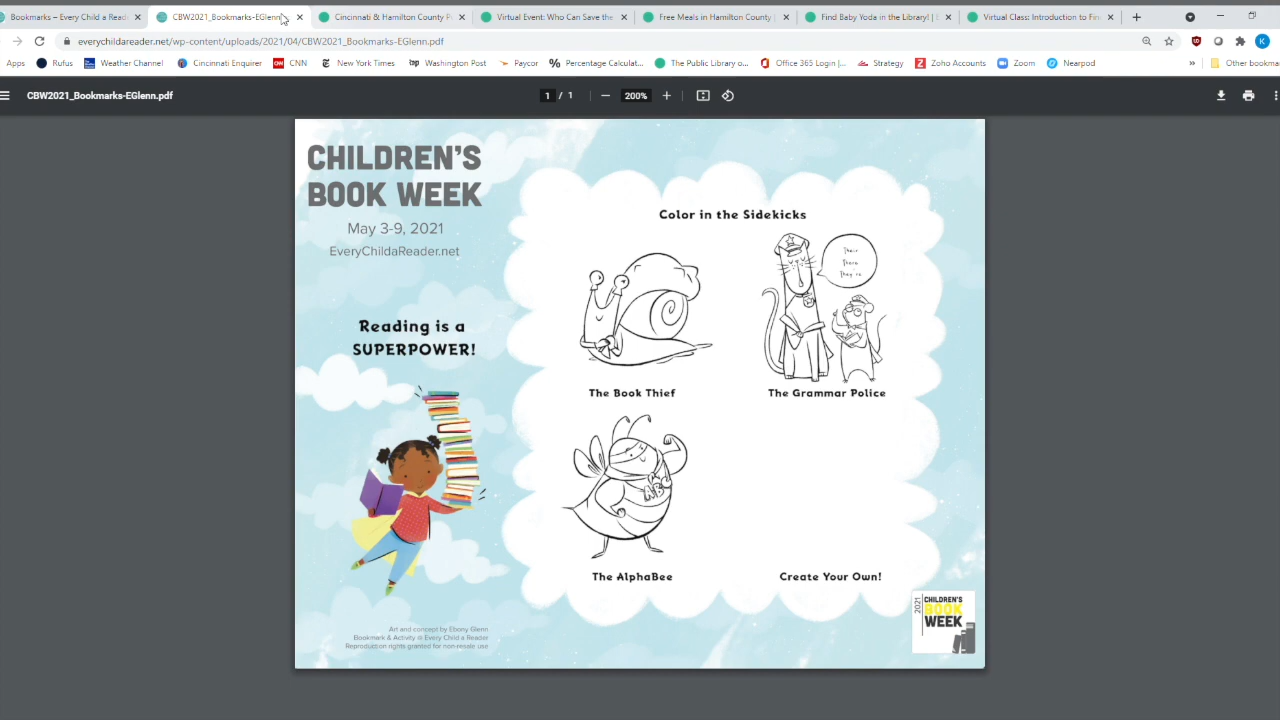 Bookmarks – Every Child a Read
CBW2021_Bookmarks-EGlenn
Cincinnati & Hamilton County P
Virtual Event: Who Can Save the
Free Meals in Hamilton County |
Find Baby Yoda in the Library! |
Virtual Class: Introduction to Fin
everychildareader.net/wp-content/uploads/2021/04/CBW2021_Bookmarks-EGlenn.pdf
K
Apps
Rufus
Weather Channel
Cincinnati Enquirer
CNN
New York Times
Washington Post
Paycor
Percentage Calculat...
The Public Library o...
Office 365 Login |...
Strategy
Zoho Accounts
Zoom
Nearpod
»
Other bookmar
CBW2021_Bookmarks-EGlenn.pdf
1 / 1
200%
CHILDREN'S
BOOK WEEK
May 3-9, 2021
EveryChildaReader.net
Reading is a
SUPERPOWER!
Art and concept by Ebony Glenn
Bookmark & Activity © Every Child a Reader
Reproduction rights granted for non-resale use
Color in the Sidekicks
Their
There
They're
The Book Thief
The Grammar Police
ABC
The AlphaBee
Create Your Own!
2021
CHILDREN'S
BOOK
WEEK